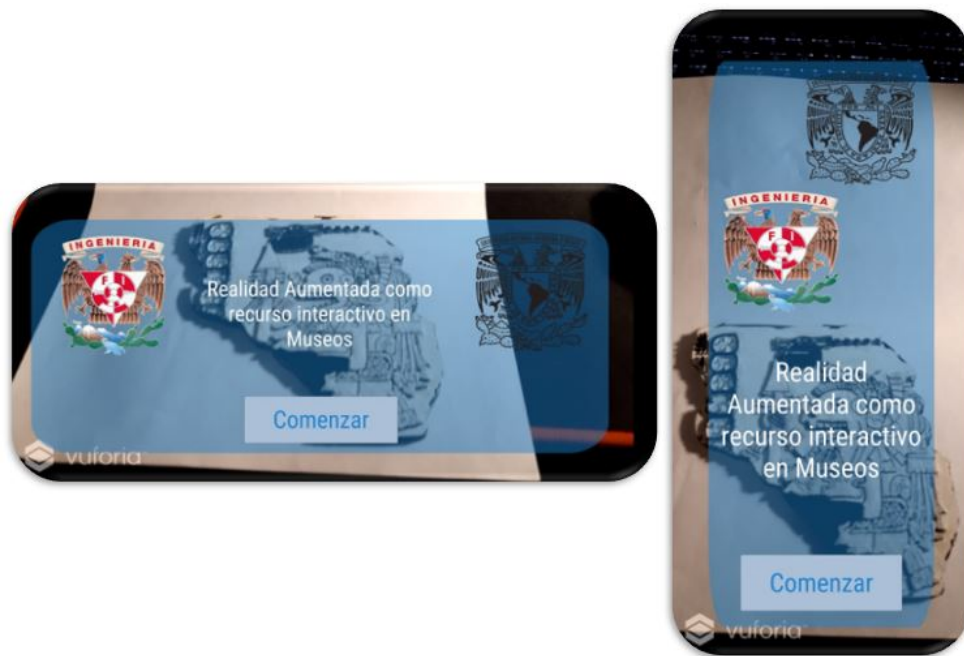 INGENIERIA
F I
Realidad Aumentada como
recurso interactivo en
Museos
Comenzar
vuforia
INGENIERIA
F I
Realidad
Aumentada como
recurso interactivo
en Museos
Comenzar
vuforia